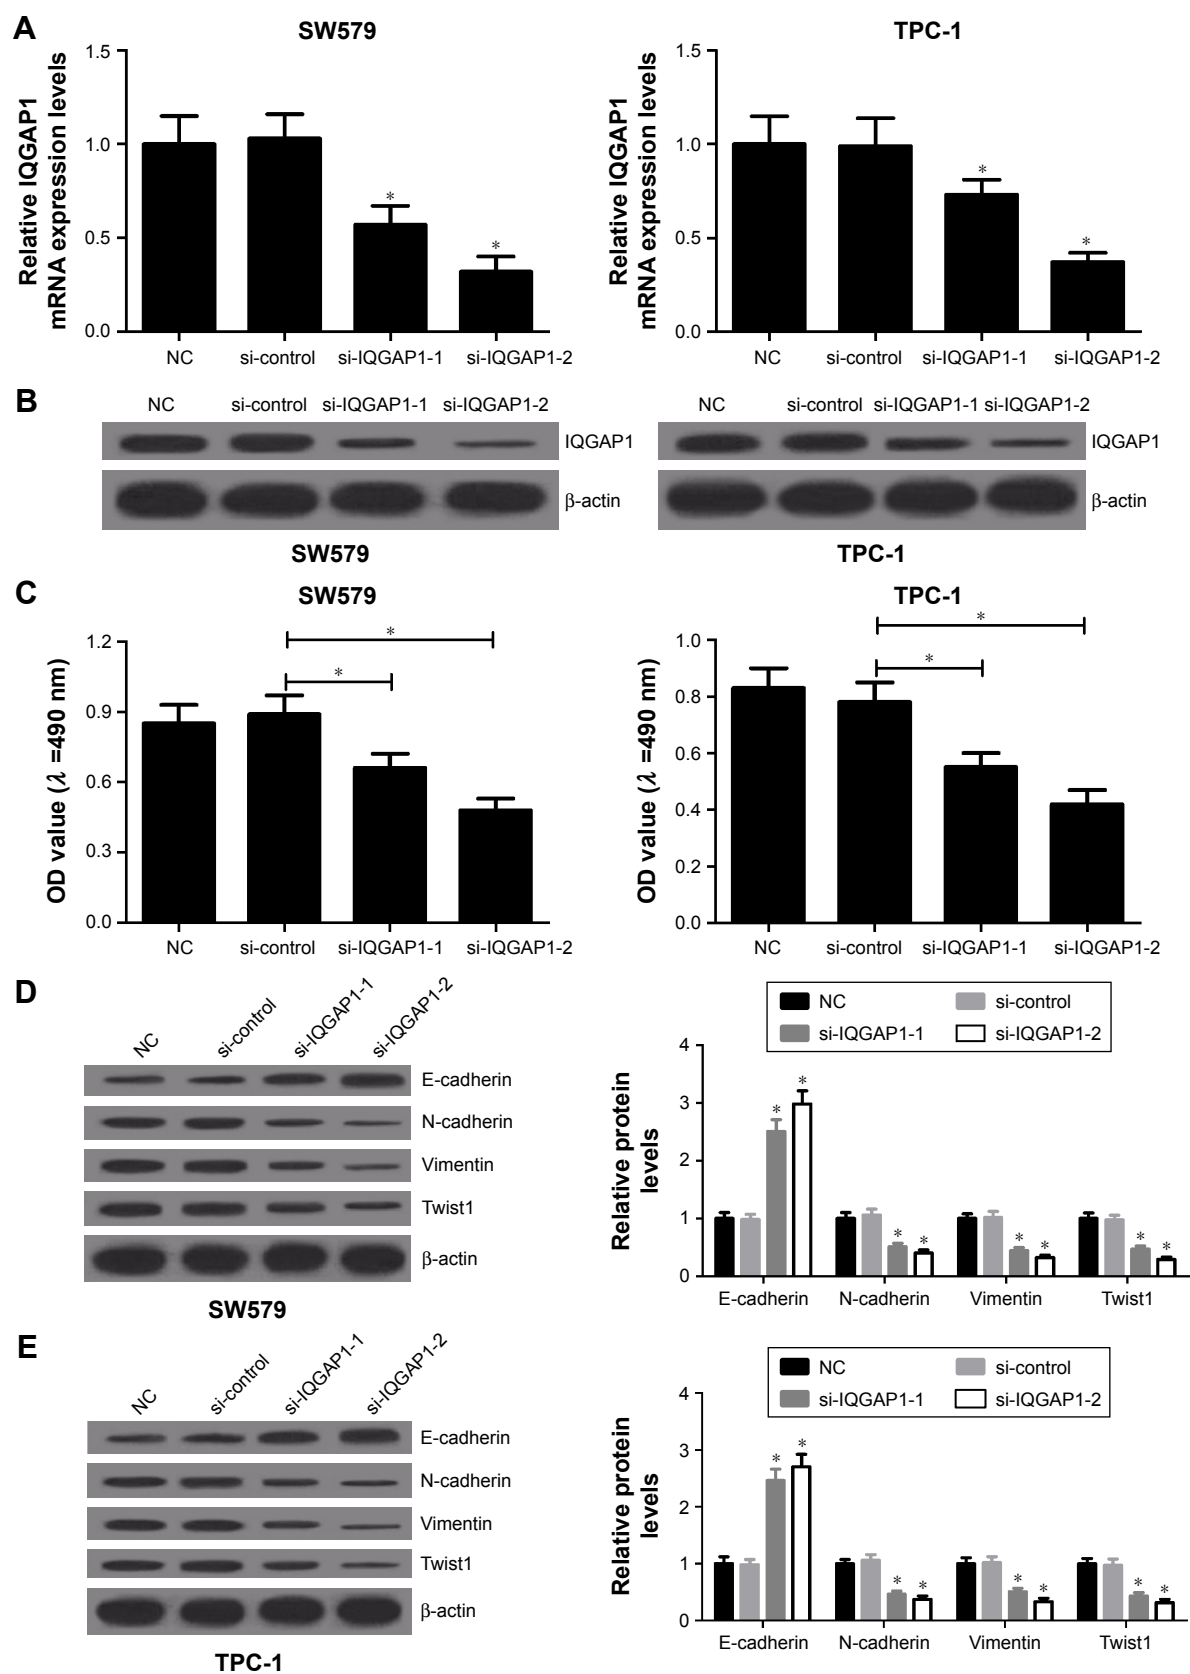 A
SW579
TPC-1
Relative IQGAP1
mRNA expression levels
1.5
1.0
0.5
0.0
*
*
NC
si-control
si-IQGAP1-1
si-IQGAP1-2
Relative IQGAP1
mRNA expression levels
1.5
1.0
0.5
0.0
*
*
NC
si-control
si-IQGAP1-1
si-IQGAP1-2
B
NC
si-control
si-IQGAP1-1
si-IQGAP1-2
IQGAP1
β-actin
SW579
NC
si-control
si-IQGAP1-1
si-IQGAP1-2
IQGAP1
β-actin
TPC-1
C
SW579
OD value (λ =490 nm)
1.2
0.9
0.6
0.3
0.0
*
*
NC
si-control
si-IQGAP1-1
si-IQGAP1-2
TPC-1
OD value (λ =490 nm)
1.0
0.8
0.6
0.4
0.2
0.0
*
*
NC
si-control
si-IQGAP1-1
si-IQGAP1-2
D
NC
si-control
si-IQGAP1-1
si-IQGAP1-2
E-cadherin
N-cadherin
Vimentin
Twist1
β-actin
SW579
NC
si-control
si-IQGAP1-1
si-IQGAP1-2
Relative protein
levels
4
3
2
1
0
* *
* *
* *
* *
E-cadherin
N-cadherin
Vimentin
Twist1
E
NC
si-control
si-IQGAP1-1
si-IQGAP1-2
E-cadherin
N-cadherin
Vimentin
Twist1
β-actin
TPC-1
NC
si-control
si-IQGAP1-1
si-IQGAP1-2
Relative protein
levels
4
3
2
1
0
* *
* *
* *
* *
E-cadherin
N-cadherin
Vimentin
Twist1